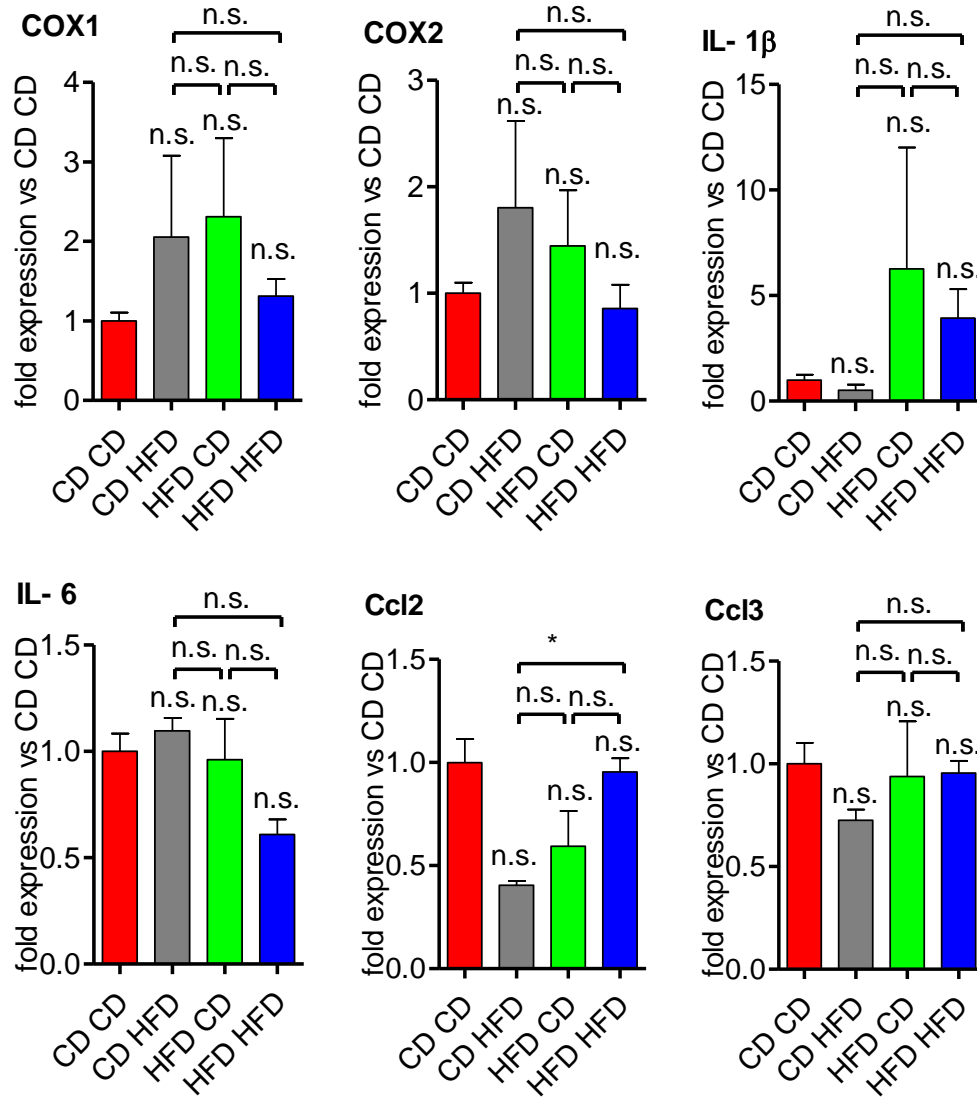 COX1
n.s.
n.s. n.s.
n.s. n.s.
n.s.
fold expression vs CD CD
4
3
2
1
0
CD CD
CD HFD
HFD CD
HFD HFD
COX2
n.s.
n.s. n.s.
n.s.
n.s.
n.s.
fold expression vs CD CD
3
2
1
0
CD CD
CD HFD
HFD CD
HFD HFD
IL- 1β
n.s.
n.s. n.s.
n.s.
n.s.
n.s.
fold expression vs CD CD
15
10
5
0
CD CD
CD HFD
HFD CD
HFD HFD
IL- 6
n.s.
n.s. n.s.
n.s. n.s.
n.s.
fold expression vs CD CD
1.5
1.0
0.5
0.0
CD CD
CD HFD
HFD CD
HFD HFD
Ccl2
*
n.s. n.s.
n.s.
n.s.
n.s.
fold expression vs CD CD
1.5
1.0
0.5
0.0
CD CD
CD HFD
HFD CD
HFD HFD
Ccl3
n.s.
n.s. n.s.
n.s.
n.s.
n.s.
fold expression vs CD CD
1.5
1.0
0.5
0.0
CD CD
CD HFD
HFD CD
HFD HFD